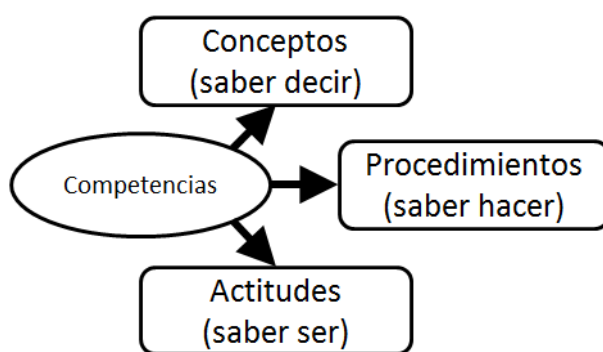 Conceptos
(saber decir)
Competencias
Procedimientos
(saber hacer)
Actitudes
(saber ser)